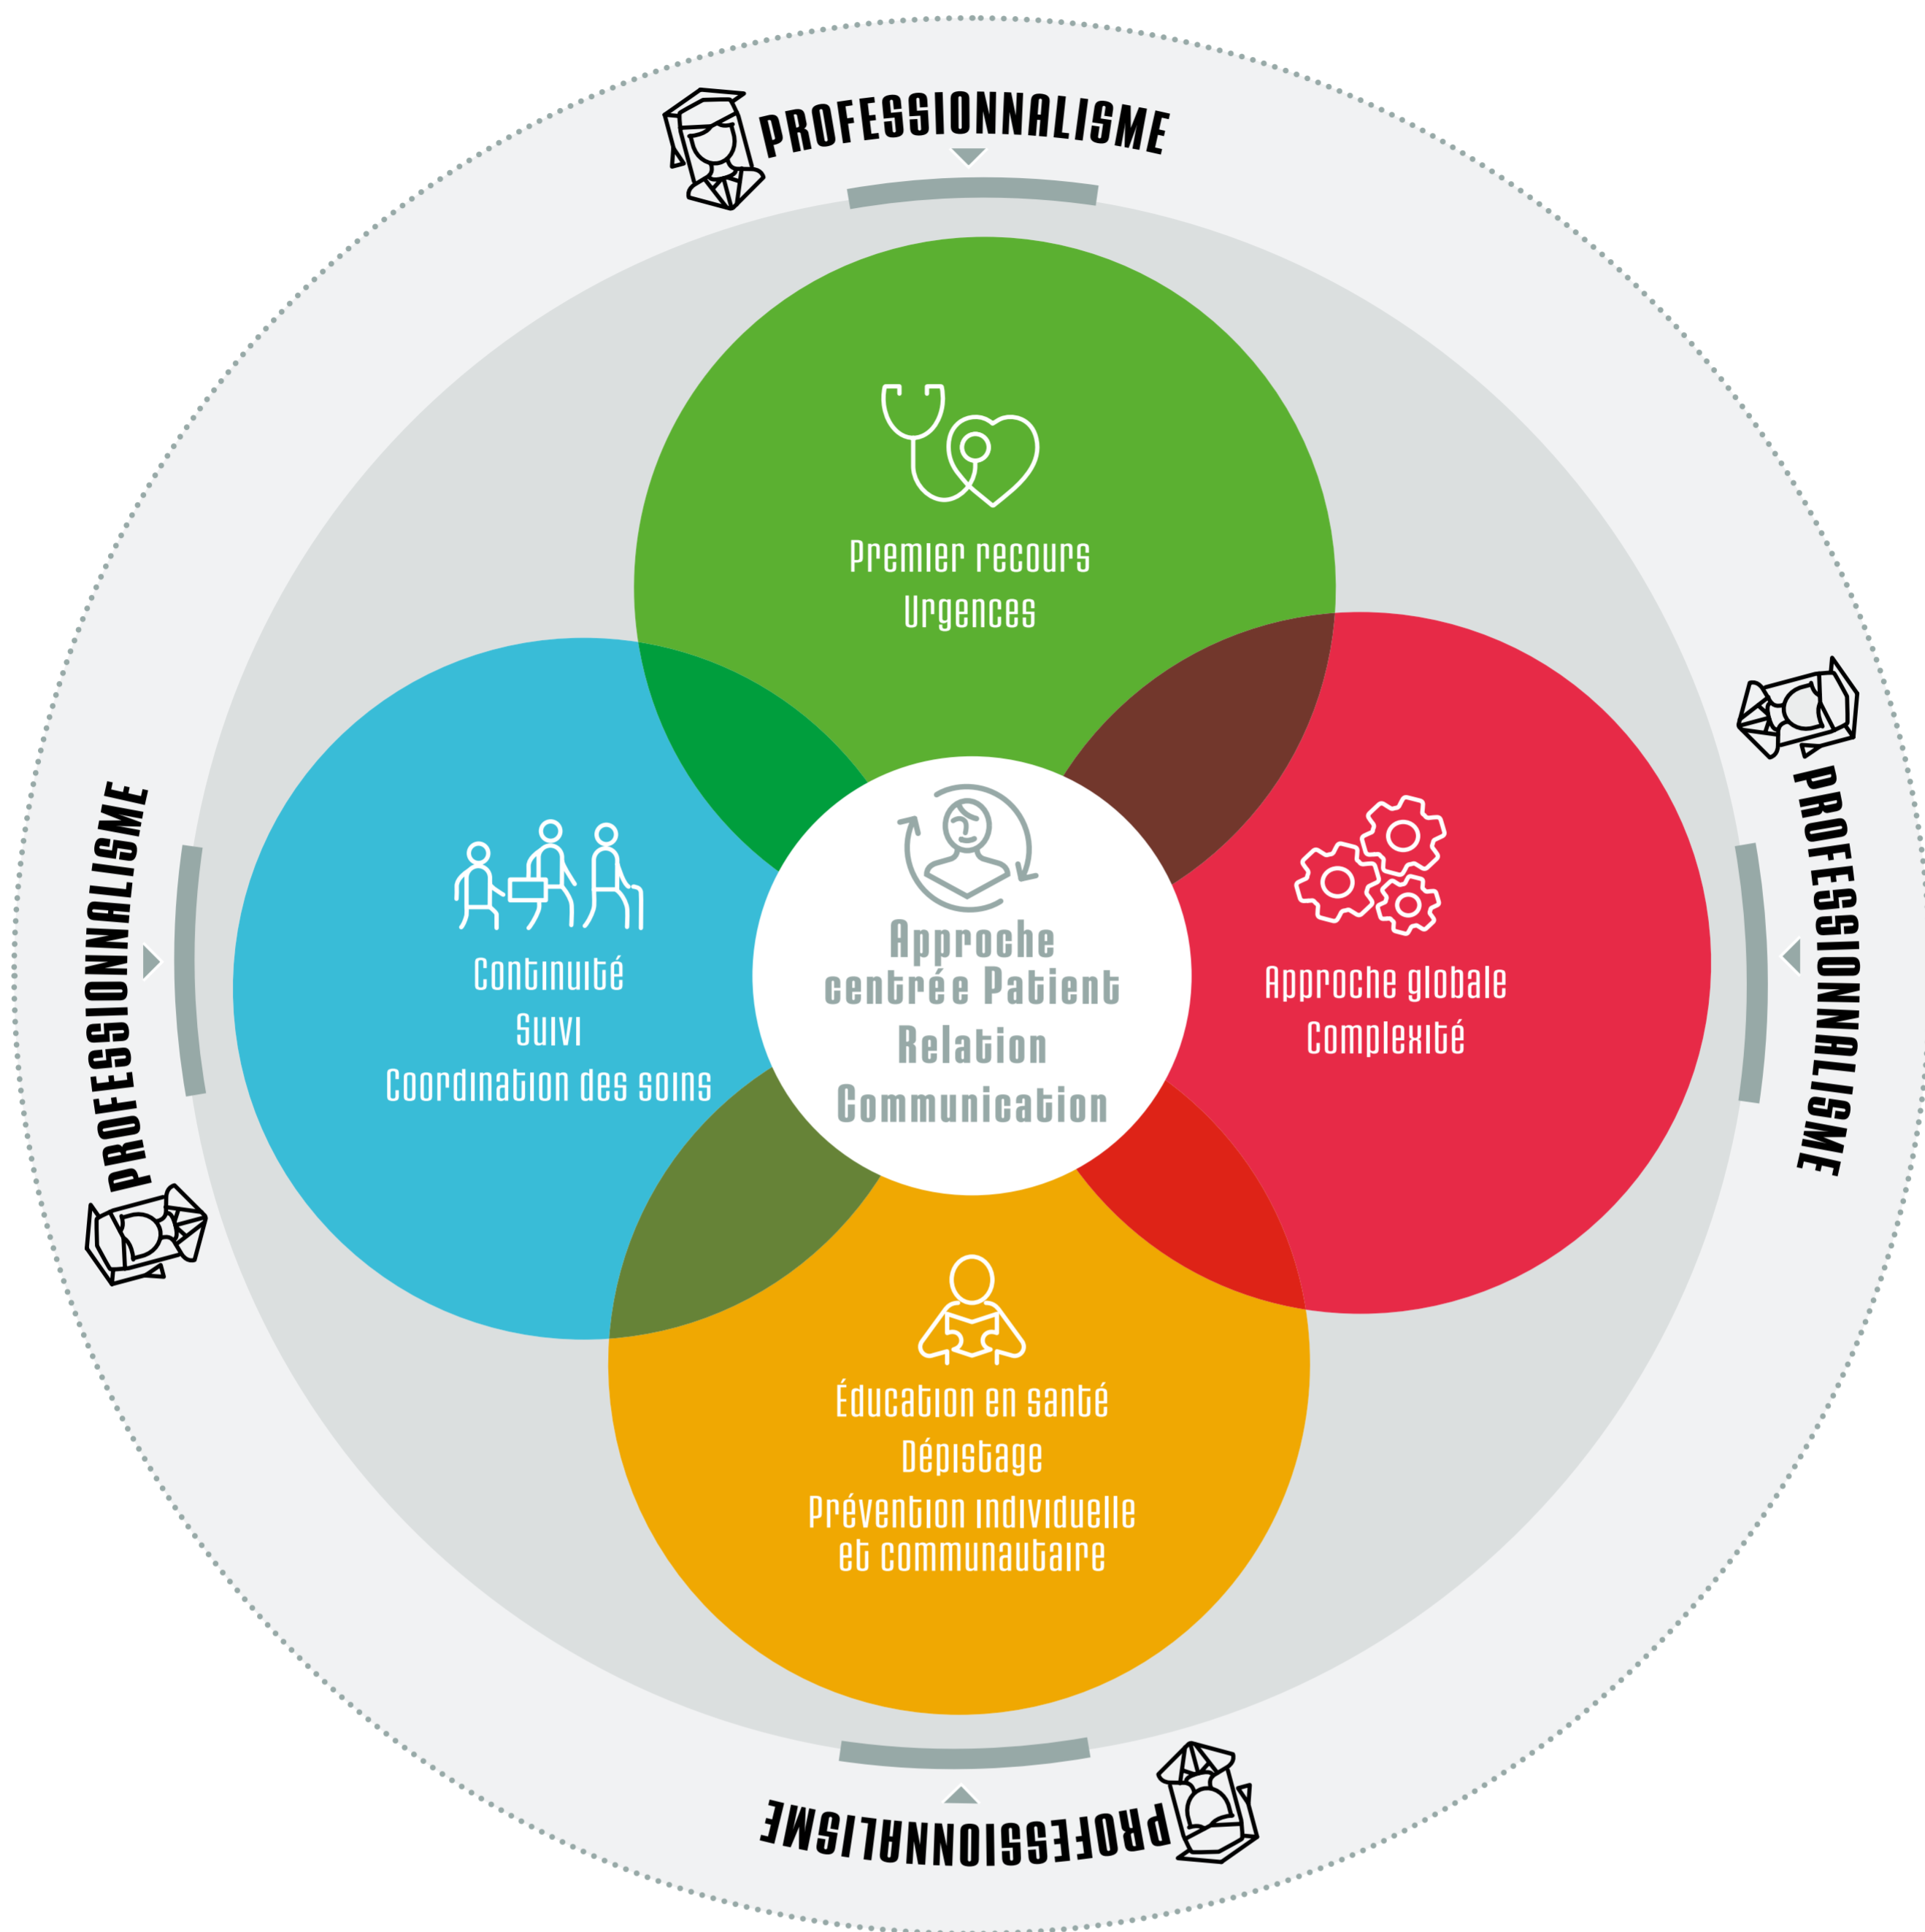 PROFESSIONNALISME
Premier recours
Urgences
PROFESSIONNALISME
Continuité
Suivi
Coordination des soins
Approche
centrée Patient
Relation
Communication
Approche globale
Complexité
PROFESSIONNALISME
Éducation en santé
Dépistage
Prévention individuelle
et communautaire
PROFESSIONNALISME